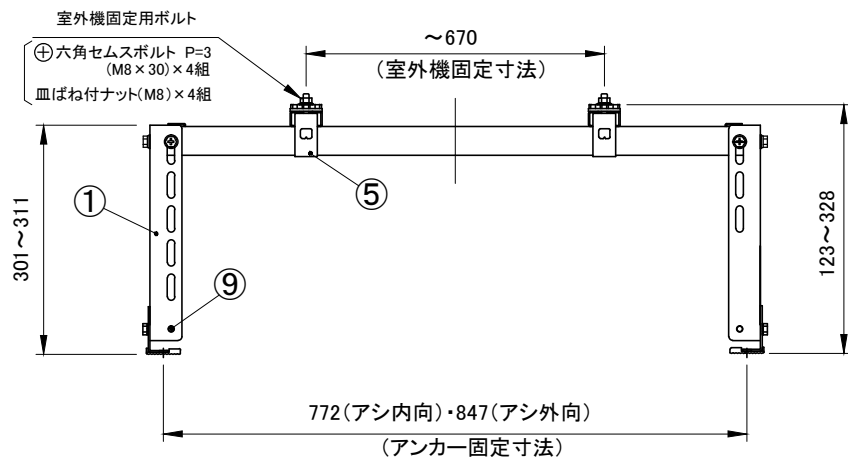 室外機固定用ボルト
⊕六角セムスボルト P=3
(M8×30)×4組
皿ばね付ナット(M8)×4組
～670
(室外機固定寸法)
⑤
①
⑨
301～311
123～328
772(アシ内向)・847(アシ外向)
(アンカー固定寸法)